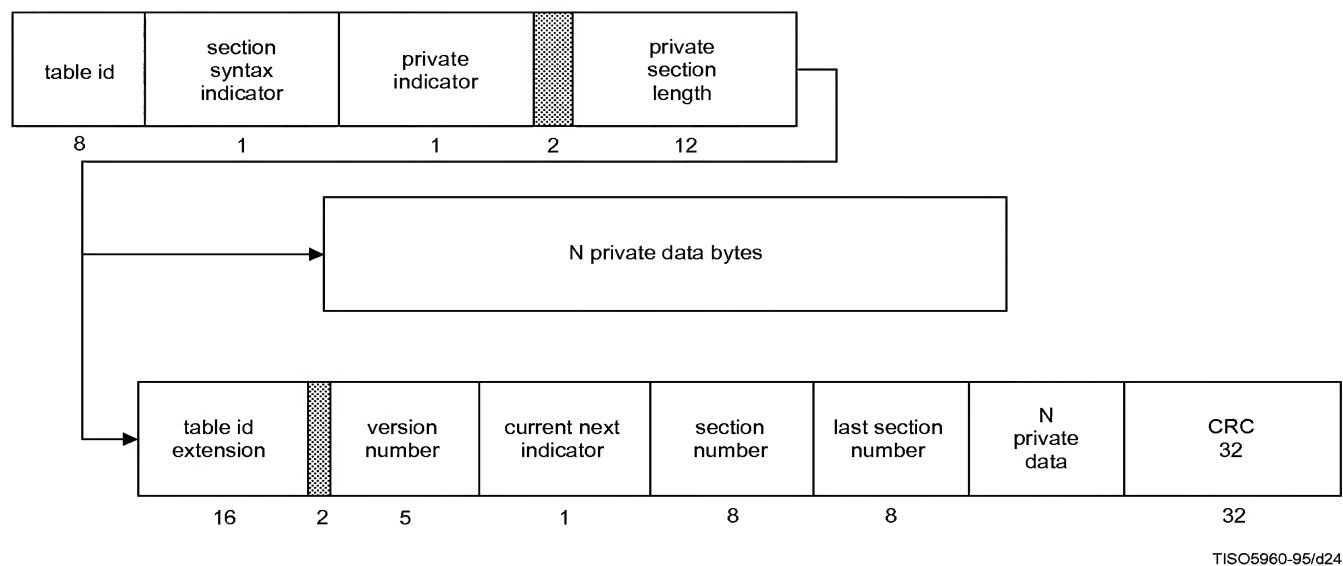 table id
section
syntax
indicator
private
indicator
private
section
length
8
1
1
2
12
N private data bytes
table id
extension
version
number
current next
indicator
section
number
last section
number
N
private
data
CRC
32
16
2
5
1
8
8
32
TISO5960-95/d24